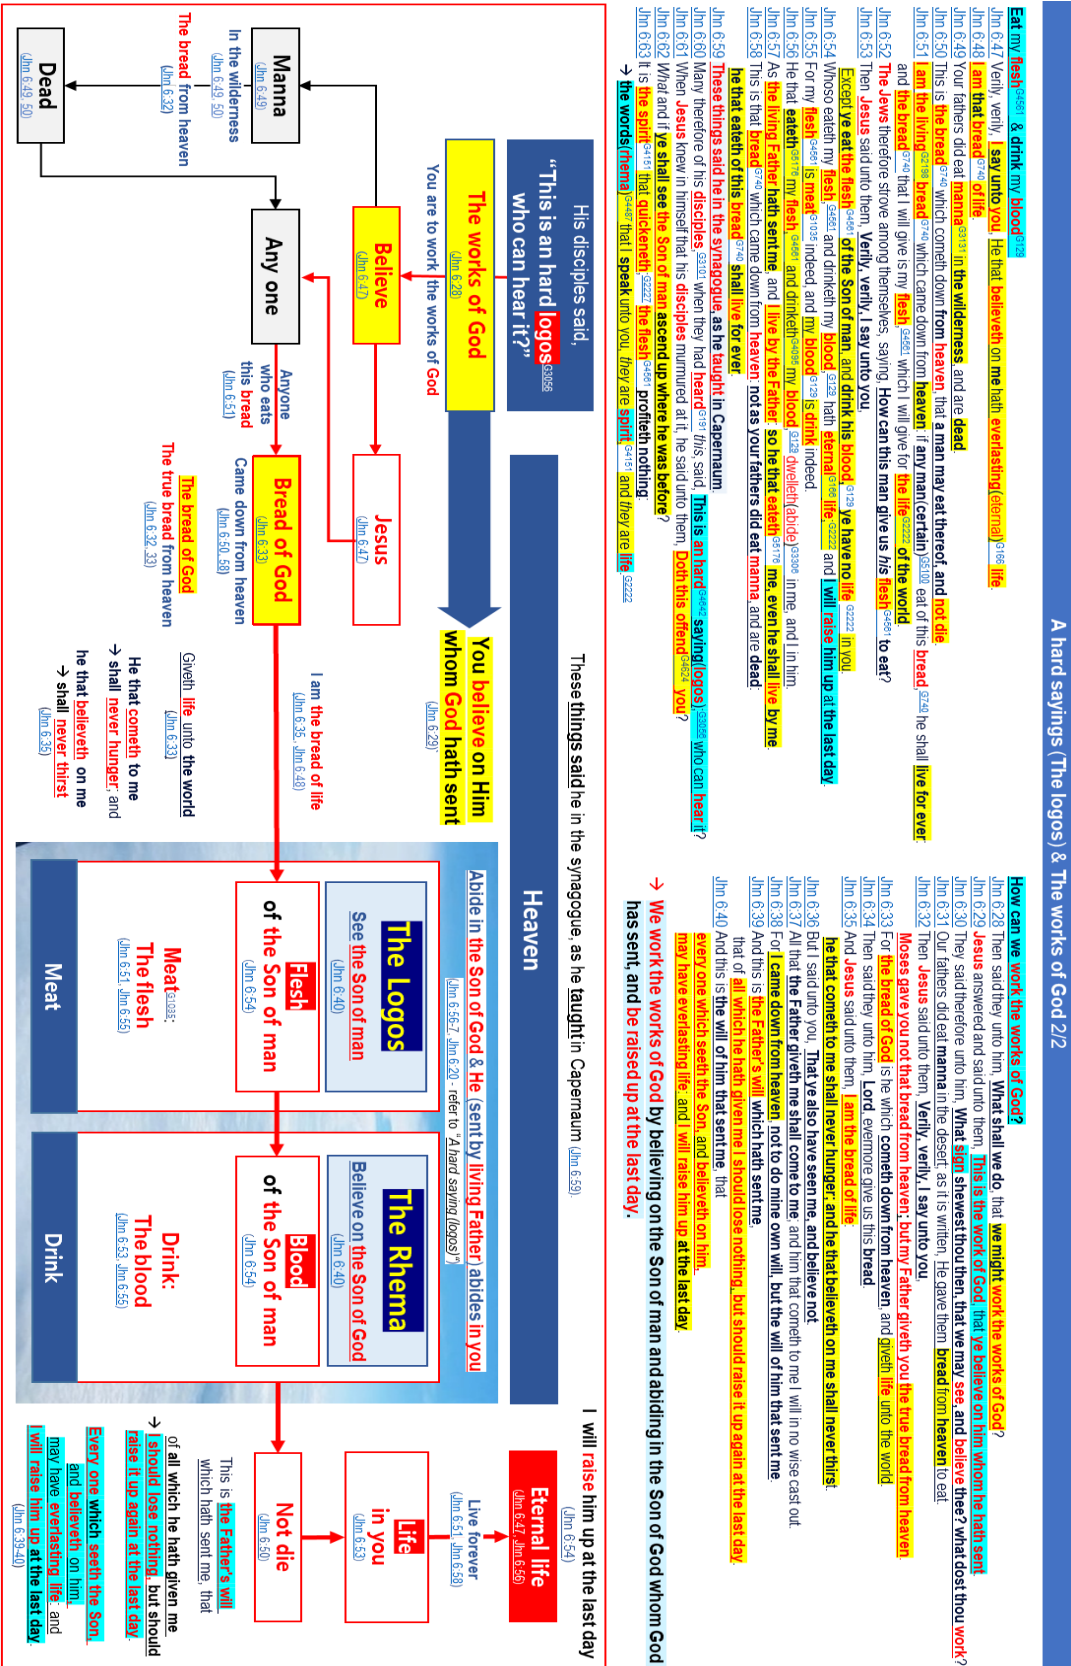 A hard sayings (The logos) & The works of God 2/2
Eat my flesh G4561 & drink my blood G129
Jhn 6:47 Verily, verily, I say unto you, He that believeth on me hath everlasting(eternal)G166 life.
Jhn 6:48 I am that bread G740 of life.
Jhn 6:49 Your fathers did eat manna G3131 in the wilderness, and are dead.
Jhn 6:50 This is the bread G740 which cometh down from heaven, that a man may eat thereof, and not die.
Jhn 6:51 I am the living G2198 bread G740 which came down from heaven: if any man(certain)G5100 eat of this bread, G740 he shall live for ever:
and the bread G740 that I will give is my flesh, G4561 which I will give for the life G2222 of the world.
Jhn 6:52 The Jews therefore strove among themselves, saying, How can this man give us his flesh G4561 to eat?
Jhn 6:53 Then Jesus said unto them, Verily, verily, I say unto you,
Except ye eat the flesh G4561 of the Son of man, and drink his blood, G129 ye have no life G2222 in you.
Jhn 6:54 Whoso eateth my flesh, G4561 and drinketh my blood, G129 hath eternal G166 life, G2222 and I will raise him up at the last day.
Jhn 6:55 For my flesh G4561 is meat G1035 indeed, and my blood G129 is drink indeed.
Jhn 6:56 He that eateth G5176 my flesh, G4561 and drinketh G4095 my blood, G129 dwelleth(abide)G3306 in me, and I in him.
Jhn 6:57 As the living Father hath sent me, and I live by the Father: so he that eateth G5176 me, even he shall live by me.
Jhn 6:58 This is that bread G740 which came down from heaven: not as your fathers did eat manna, and are dead:
he that eateth of this bread G740 shall live for ever.
Jhn 6:59 These things said he in the synagogue, as he taught in Capernaum.
Jhn 6:60 Many therefore of his disciples, G3101 when they had heard G191 this, said, This is an hard G4642 saying(logos); G3056 who can hear it?
Jhn 6:61 When Jesus knew in himself that his disciples murmured at it, he said unto them, Doth this offend G4624 you?
Jhn 6:62 What and if ye shall see the Son of man ascend up where he was before?
Jhn 6:63 It is the spirit G4151 that quickeneth; G2227 the flesh G4561 profiteth nothing:
→ the words(rhema)G4487 that I speak unto you, they are spirit, G4151 and they are life. G2222
How can we work the works of God?
Jhn 6:28 Then said they unto him, What shall we do, that we might work the works of God?
Jhn 6:29 Jesus answered and said unto them, This is the work of God, that ye believe on him whom he hath sent.
Jhn 6:30 They said therefore unto him, What sign shewest thou then, that we may see, and believe thee? what dost thou work?
Jhn 6:31 Our fathers did eat manna in the desert; as it is written, He gave them bread from heaven to eat.
Jhn 6:32 Then Jesus said unto them, Verily, verily, I say unto you,
Moses gave you not that bread from heaven; but my Father giveth you the true bread from heaven.
Jhn 6:33 For the bread of God is he which cometh down from heaven, and giveth life unto the world.
Jhn 6:34 Then said they unto him, Lord, evermore give us this bread.
Jhn 6:35 And Jesus said unto them, I am the bread of life:
he that cometh to me shall never hunger; and he that believeth on me shall never thirst.
Jhn 6:36 But I said unto you, That ye also have seen me, and believe not.
Jhn 6:37 All that the Father giveth me shall come to me; and him that cometh to me I will in no wise cast out.
Jhn 6:38 For I came down from heaven, not to do mine own will, but the will of him that sent me.
Jhn 6:39 And this is the Father's will which hath sent me,
that of all which he hath given me I should lose nothing, but should raise it up again at the last day.
Jhn 6:40 And this is the will of him that sent me, that
every one which seeth the Son, and believeth on him,
may have everlasting life: and I will raise him up at the last day.
→ We work the works of God by believing on the Son of man and abiding in the Son of God whom God
has sent, and be raised up at the last day.
His disciples said,
"This is an hard logos G3056
who can hear it?"
These things said he in the synagogue, as he taught in Capernaum (Jhn 6:59).
I will raise him up at the last day
(Jhn 6:54)
Heaven
Eternal life
(Jhn 6:47, Jhn 6:56)
The works of God
(Jhn 6:28)
You are to work the works of God
You believe on Him
whom God hath sent
(Jhn 6:29)
Abide in the Son of God & He (sent by living Father) abides in you
(Jhn 6:56-7, Jhn 6:20 - refer to "A hard saying (logos)")
Live forever
(Jhn 6:51, Jhn 6:58)
Manna
(Jhn 6:49)
Believe
(Jhn 6:47)
Jesus
(Jhn 6:47)
The Logos
See the Son of man
(Jhn 6:40)
The Rhema
Believe on the Son of God
(Jhn 6:40)
Life
in you
(Jhn 6:53)
In the wilderness
(Jhn 6:49, 50)
The bread from heaven
(Jhn 6:32)
Dead
(Jhn 6:49, 50)
Any one
Anyone
who eats
this bread
(Jhn 6:51)
Bread of God
(Jhn 6:33)
Came down from heaven
(Jhn 6:50, 58)
The bread of God
The true bread from heaven
(Jhn 6:32, 33)
I am the bread of life
(Jhn 6:35, Jhn 6:48)
Giveth life unto the world
(Jhn 6:33)
He that cometh to me
→ shall never hunger; and
he that believeth on me
→ shall never thirst
(Jhn 6:35)
Flesh
of the Son of man
(Jhn 6:54)
Blood
of the Son of man
(Jhn 6:54)
Not die
(Jhn 6:50)
Meat G1035:
The flesh
(Jhn 6:51, Jhn 6:55)
Drink:
The blood
(Jhn 6:53, Jhn 6:55)
Meat
Drink
This is the Father's will
which hath sent me, that
of all which he hath given me
→ I should lose nothing, but should
raise it up again at the last day.
Every one which seeth the Son,
and believeth on him,
may have everlasting life: and
I will raise him up at the last day.
(Jhn 6:39-40)